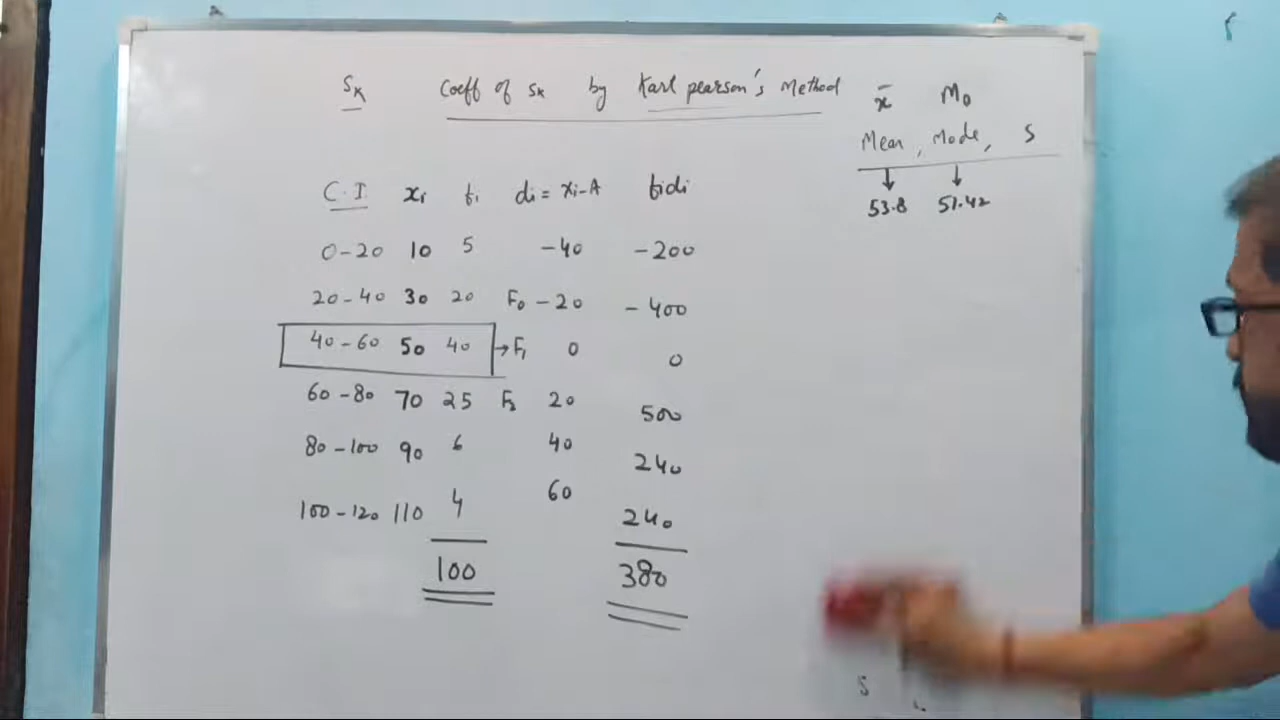 SK Coeff of SK by Karl pearson's Method
x̄ Mo
Mean, Mode, S
53.8 51.42
C.I. xi fi di = xi-A fidi
0-20 10 5 -40 -200
20-40 30 20 F0 -20 -400
40-60 50 40 → F1 0 0
60-80 70 25 F2 20 500
80-100 90 6 40 240
100-120 110 4 60 240
100 380
S